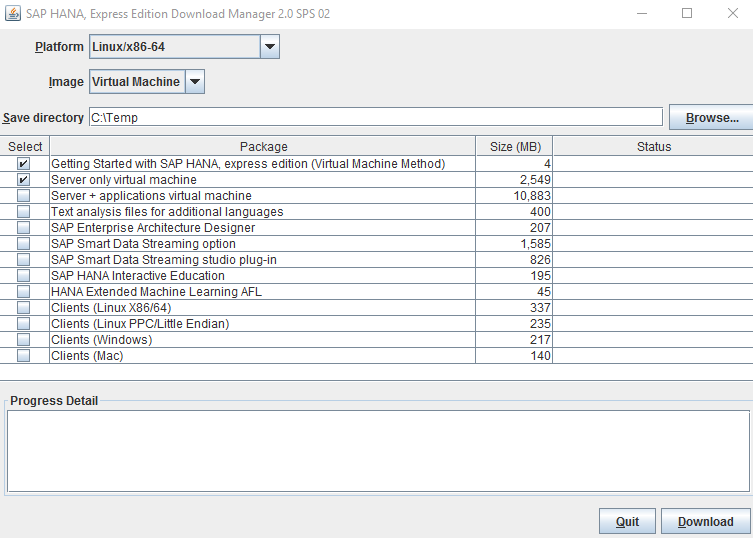 SAP HANA, Express Edition Download Manager 2.0 SPS 02
Platform Linux/x86-64
Image Virtual Machine
Save directory C:\Temp Browse...
Select Package Size (MB) Status
Getting Started with SAP HANA, express edition (Virtual Machine Method) 4
Server only virtual machine 2,549
Server + applications virtual machine 10,883
Text analysis files for additional languages 400
SAP Enterprise Architecture Designer 207
SAP Smart Data Streaming option 1,585
SAP Smart Data Streaming studio plug-in 826
SAP HANA Interactive Education 195
HANA Extended Machine Learning AFL 45
Clients (Linux X86/64) 337
Clients (Linux PPC/Little Endian) 235
Clients (Windows) 217
Clients (Mac) 140
Progress Detail
Quit Download